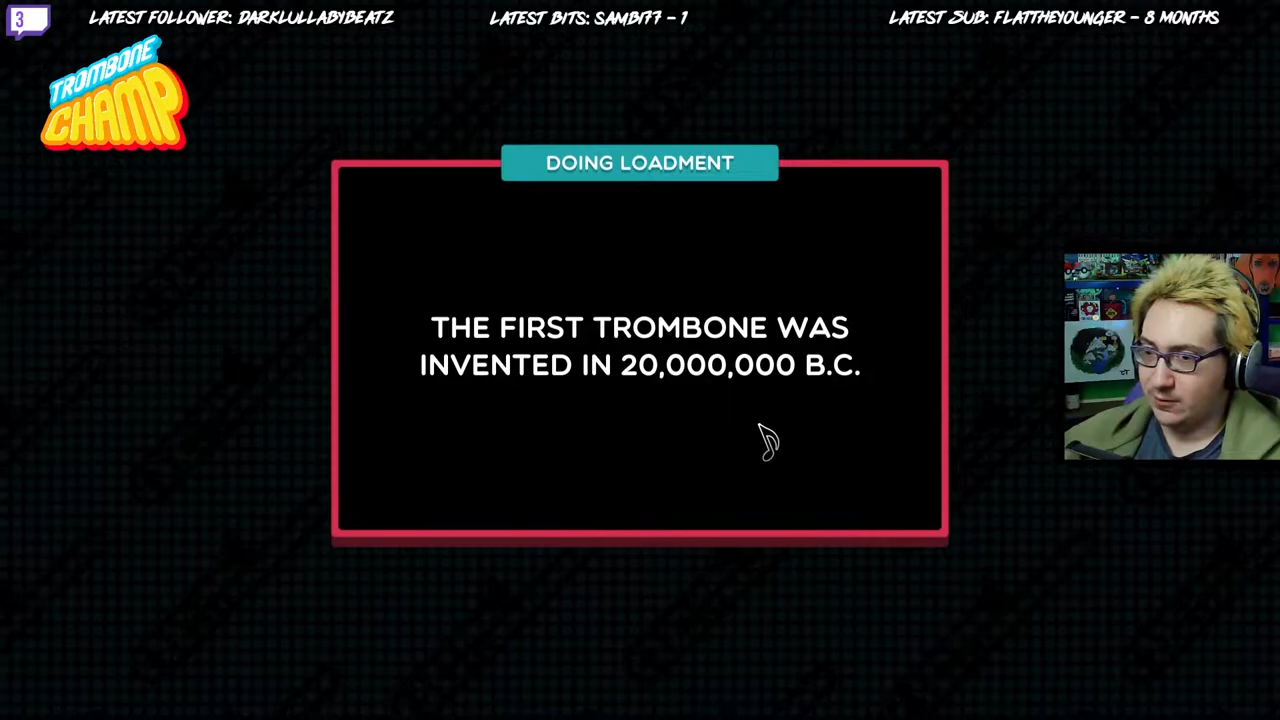 3
LATEST FOLLOWER: DARKLULLABYBEATZ
LATEST BITS: SAMBI77 - 1
LATEST SUB: FLATTHEYOUNGER - 8 MONTHS
TROMBONE
CHAMP
DOING LOADMENT
THE FIRST TROMBONE WAS
INVENTED IN 20,000,000 B.C.